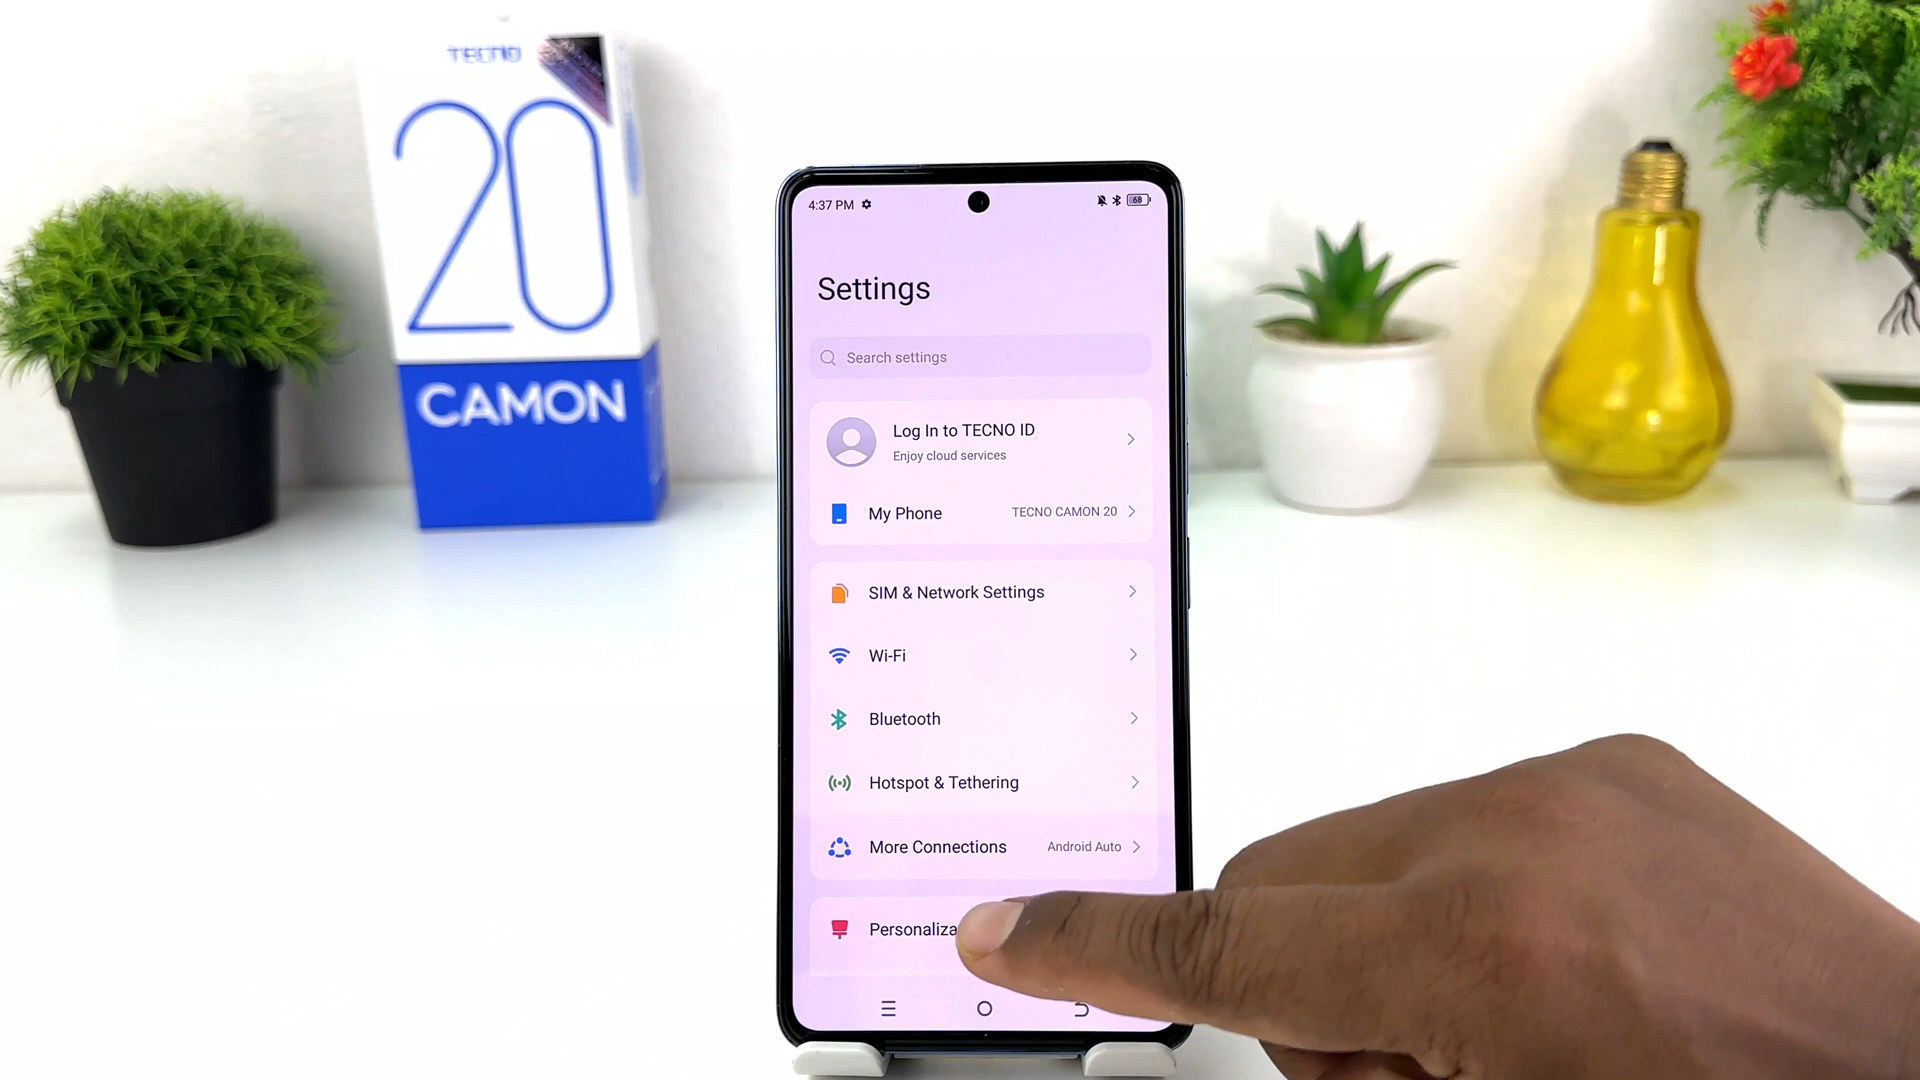 TECNO
20
CAMON
4:37 PM
68
Settings
Search settings
Log In to TECNO ID
Enjoy cloud services
My Phone TECNO CAMON 20
SIM & Network Settings
Wi-Fi
Bluetooth
Hotspot & Tethering
More Connections Android Auto
Personaliza